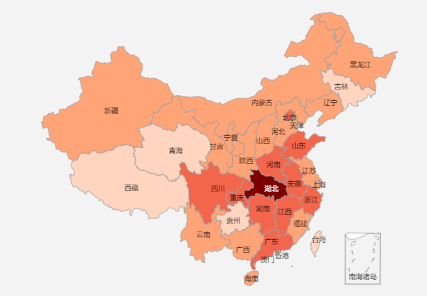 黑龙江
吉林
辽宁
内蒙古
新疆
北京
天津
河北
宁夏
山西
山东
青海
甘肃
陕西
河南
江苏
西藏
四川
重庆
湖北
安徽
上海
浙江
湖南
江西
贵州
福建
云南
广西
广东
台湾
澳门
香港
海南
南海诸岛